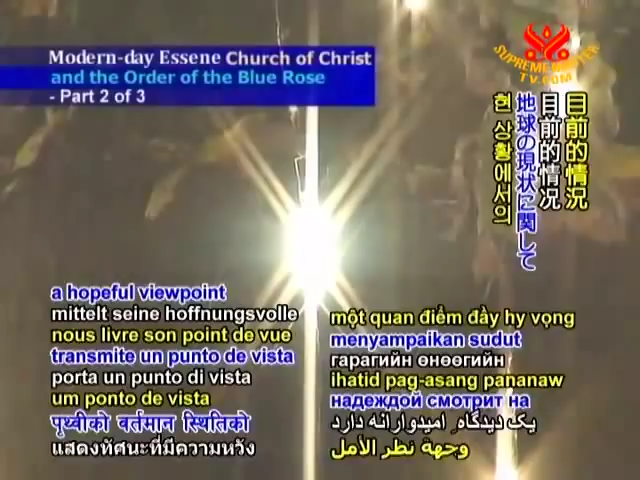 Modern-day Essene Church of Christ
and the Order of the Blue Rose
- Part 2 of 3
SUPREME MASTER
TV.COM
目前的情況
目前的情况
地球の現状に関して
현 상황에서의
a hopeful viewpoint
mittelt seine hoffnungsvolle
nous livre son point de vue
transmite un punto de vista
porta un punto di vista
um ponto de vista
पृथ्वीको वर्तमान स्थितिको
แสดงทัศนะที่มีความหวัง
một quan điểm đầy hy vọng
menyampaikan sudut
гарагийн өнөөгийн
ihatid pag-asang pananaw
надеждой смотрит на
یک دیدگاهِ امیدوارانه دارد
وجهة نظر الأمل